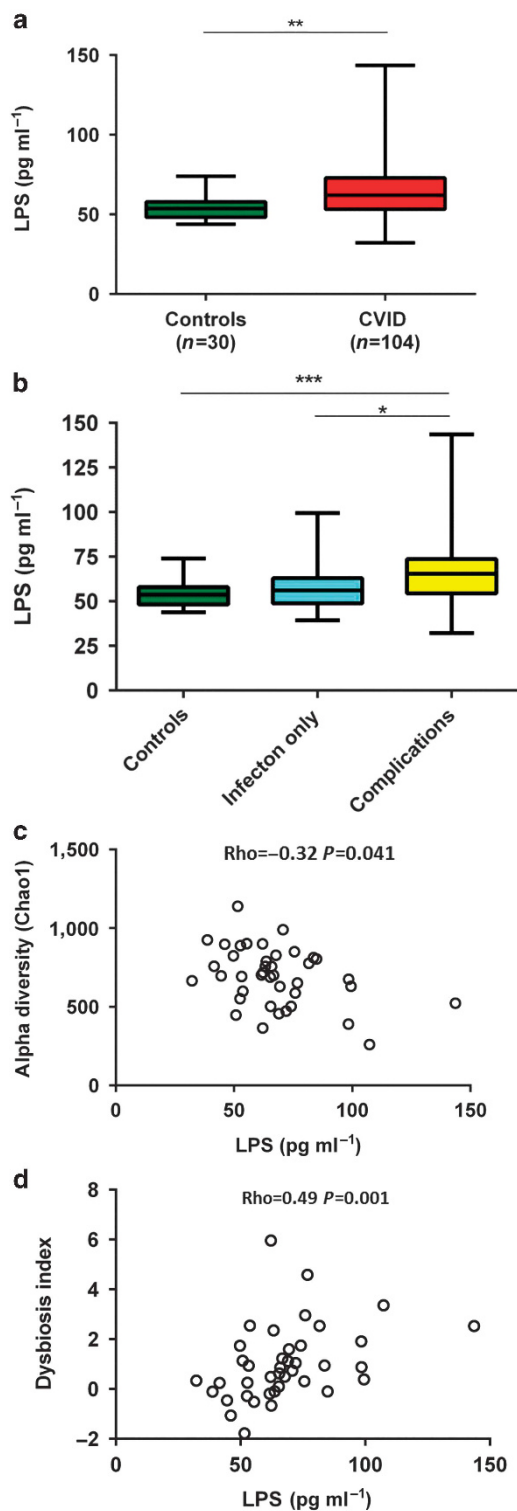 a
**
150
100
50
0
LPS (pg ml⁻¹)
Controls
(n=30)
CVID
(n=104)
b
***
*
150
125
100
75
50
25
0
LPS (pg ml⁻¹)
Controls
Infecton only
Complications
c
Rho=–0.32 P=0.041
1,500
1,000
500
0
Alpha diversity (Chao1)
0
50
100
150
LPS (pg ml⁻¹)
d
Rho=0.49 P=0.001
8
6
4
2
0
–2
Dysbiosis index
0
50
100
150
LPS (pg ml⁻¹)